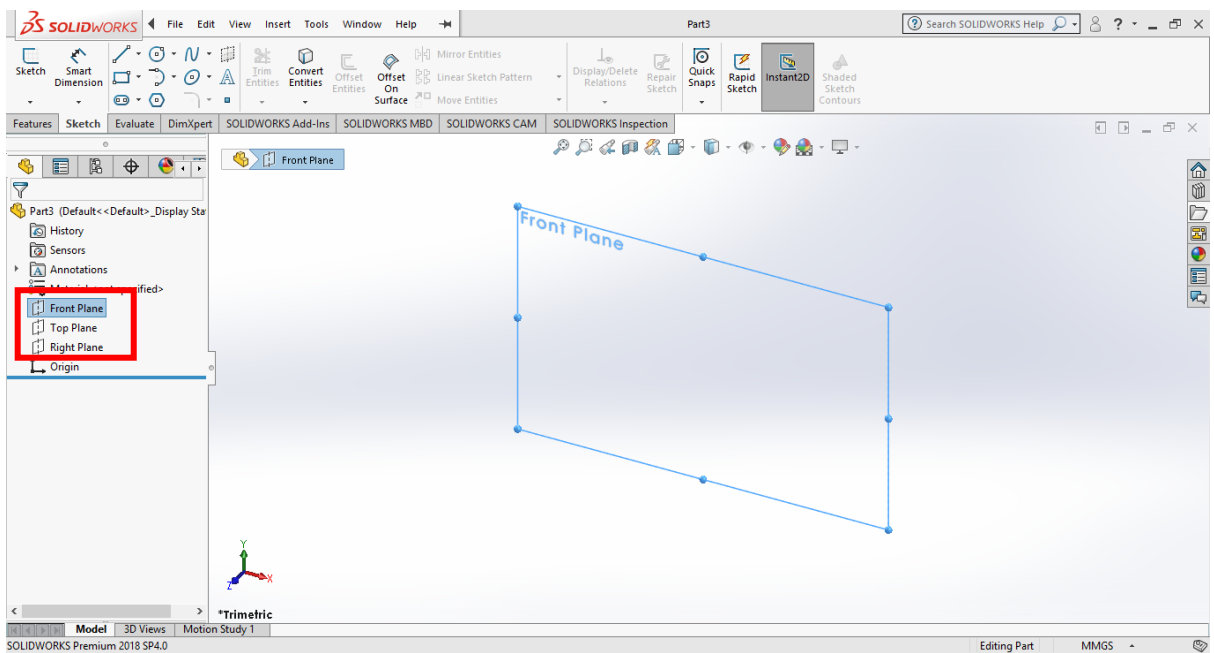 SOLIDWORKS File Edit View Insert Tools Window Help Part3 Search SOLIDWORKS Help ?
Sketch Smart Dimension Trim Entities Convert Entities Offset Entities Offset On Surface Mirror Entities Linear Sketch Pattern Move Entities Display/Delete Relations Repair Sketch Quick Snaps Rapid Sketch Instant2D Shaded Sketch Contours
Features Sketch Evaluate DimXpert SOLIDWORKS Add-Ins SOLIDWORKS MBD SOLIDWORKS CAM SOLIDWORKS Inspection
Front Plane
Part3 (Default<<Default>_Display Sta
History
Sensors
Annotations
Front Plane
Top Plane
Right Plane
Origin
Front Plane
Y
X
Z
*Trimetric
Model 3D Views Motion Study 1
SOLIDWORKS Premium 2018 SP4.0 Editing Part MMGS